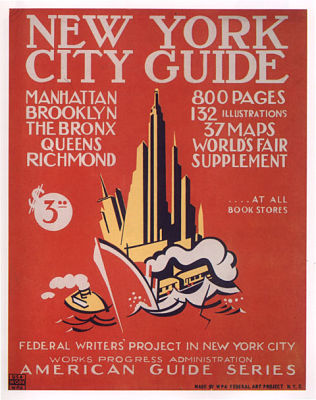 NEW YORK
CITY GUIDE
MANHATTAN
BROOKLYN
THE BRONX
QUEENS
RICHMOND
800 PAGES
132 ILLUSTRATIONS
37 MAPS
WORLD'S FAIR
SUPPLEMENT
$3.00
.... AT ALL
BOOK STORES
FEDERAL WRITERS' PROJECT IN NEW YORK CITY
WORKS PROGRESS ADMINISTRATION
AMERICAN GUIDE SERIES
MADE BY WPA FEDERAL ART PROJECT N.Y.C.